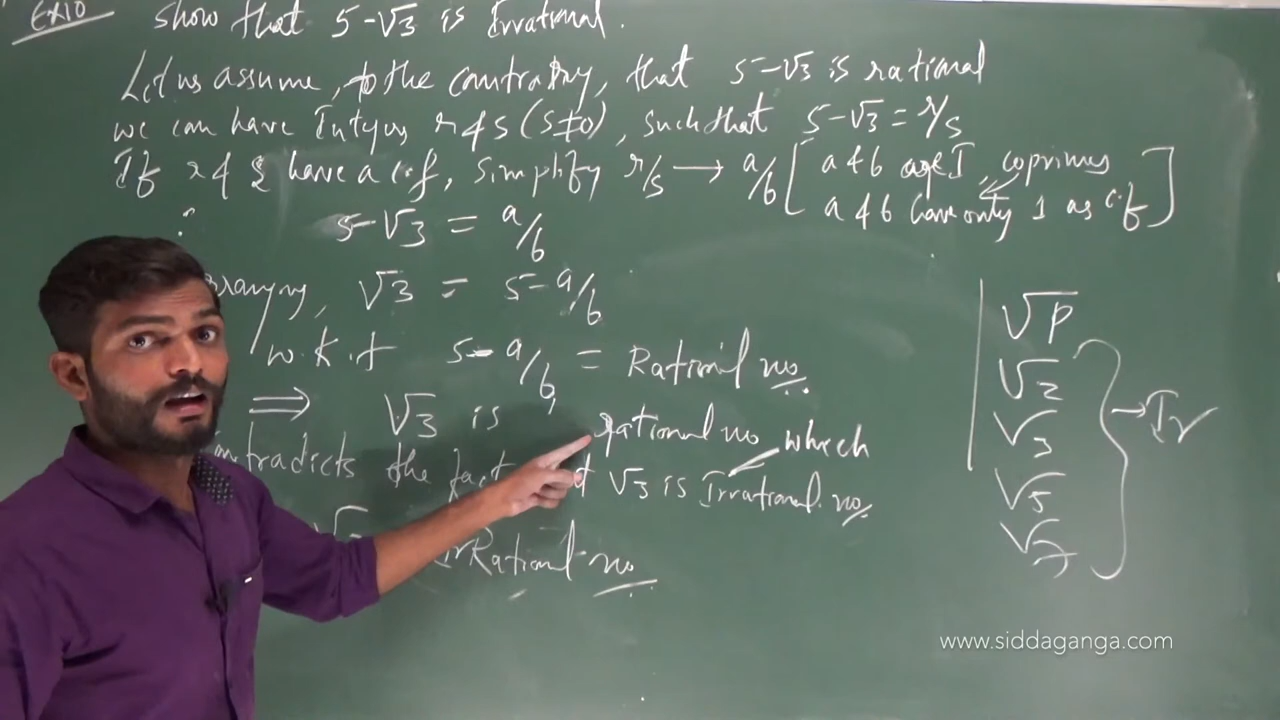 Ex10 Show that 5-√3 is Irrational.
Let us assume, to the contrary, that 5-√3 is rational
we can have Integers r & s (s≠0), such that 5-√3 = r/s
If r & s have a c.f, simplify r/s → a/b [a & b are I, coprimes
a & b have only 1 as c.f]
∴ 5-√3 = a/b
√3 = 5-a/b
w.k.t 5-a/b = Rational no.
⇒ √3 is rational no which
the fact √3 is Irrational no.
IrRational no
√p
√2
√3
√5
√7
→ Ir
www.siddaganga.com